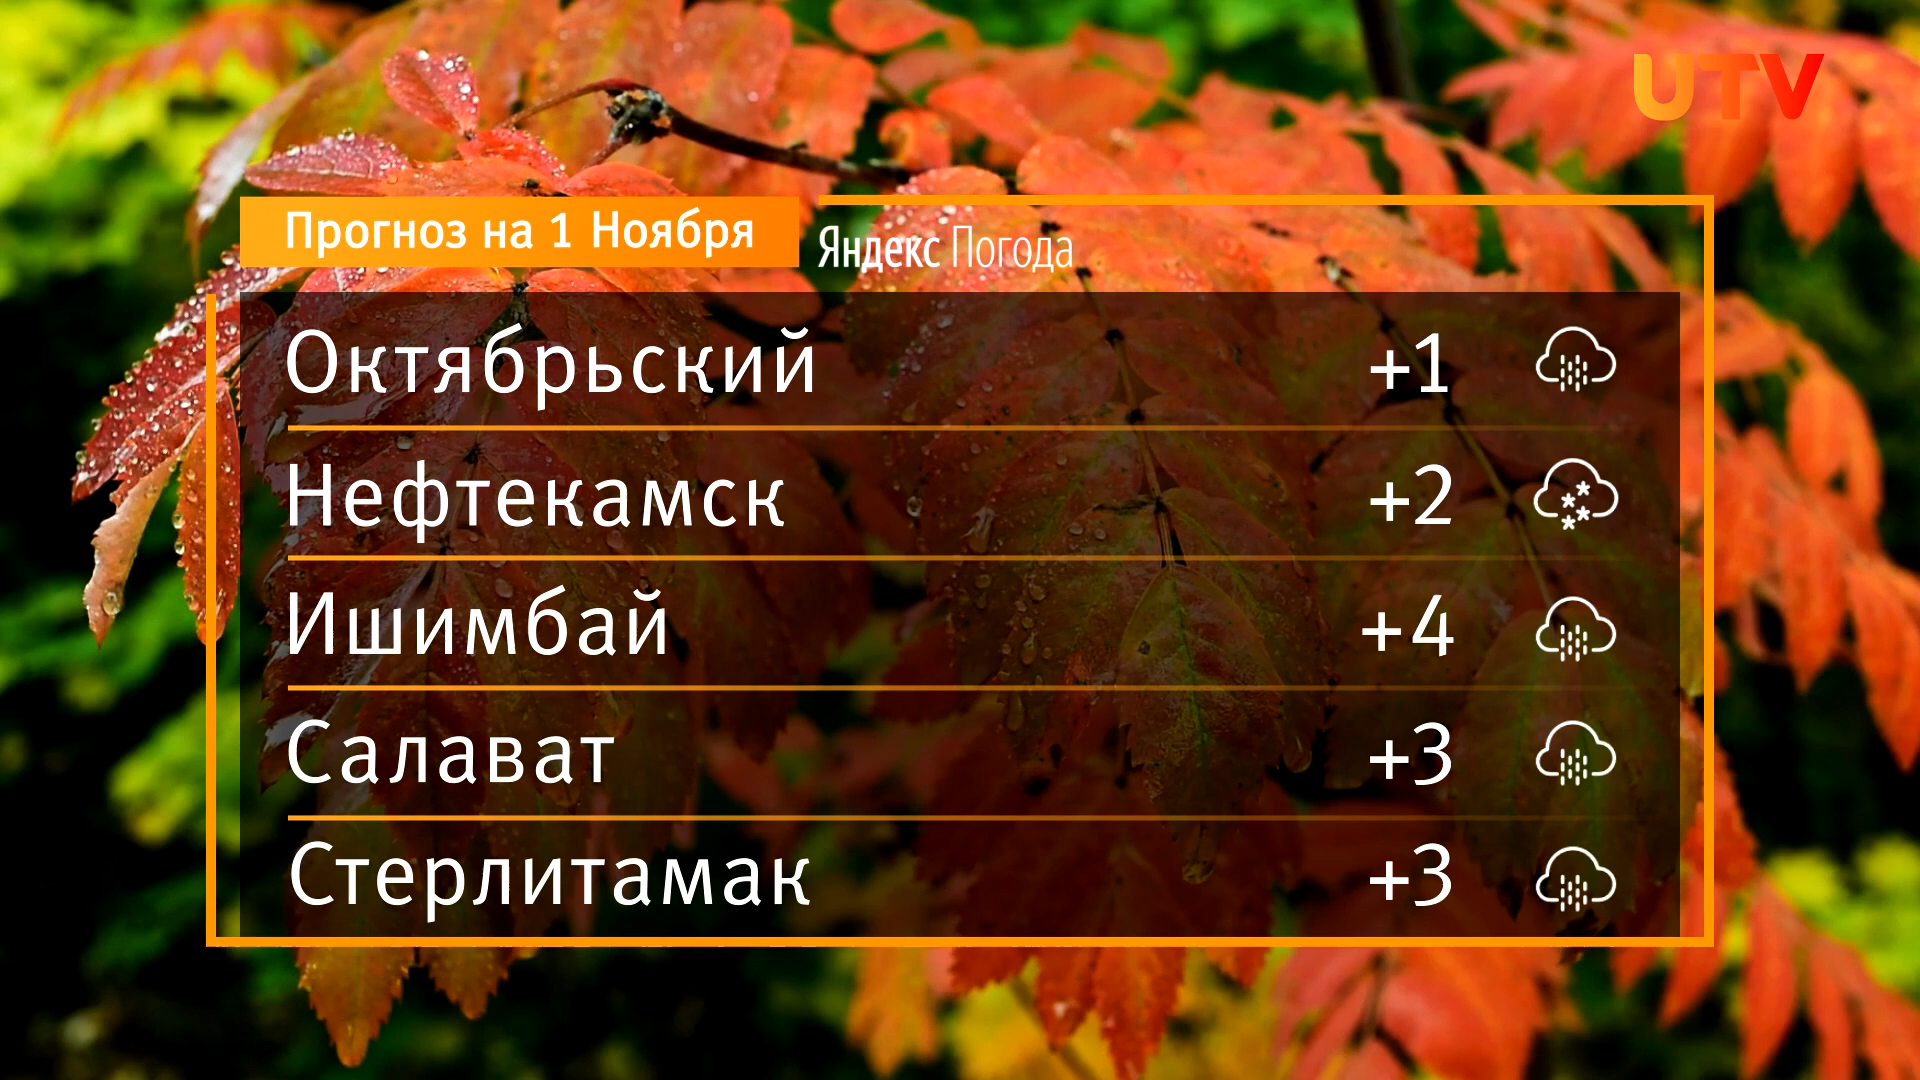 UTV
Прогноз на 1 Ноября
Яндекс Погода
Октябрьский +1
Нефтекамск +2
Ишимбай +4
Салават +3
Стерлитамак +3